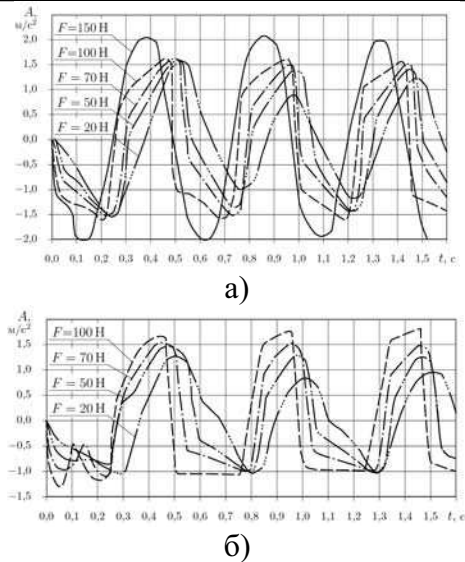 A,
м/с²
2,0
1,5
1,0
0,5
0,0
-0,5
-1,0
-1,5
-2,0
F=150 Н
F=100 Н
F = 70 Н
F = 50 Н
F = 20 Н
0,0 0,1 0,2 0,3 0,4 0,5 0,6 0,7 0,8 0,9 1,0 1,1 1,2 1,3 1,4 1,5 t, с
а)
A,
м/с²
1,5
1,0
0,5
0,0
-0,5
-1,0
-1,5
F=100 Н
F = 70 Н
F = 50 Н
F = 20 Н
0,0 0,1 0,2 0,3 0,4 0,5 0,6 0,7 0,8 0,9 1,0 1,1 1,2 1,3 1,4 1,5 t, с
б)